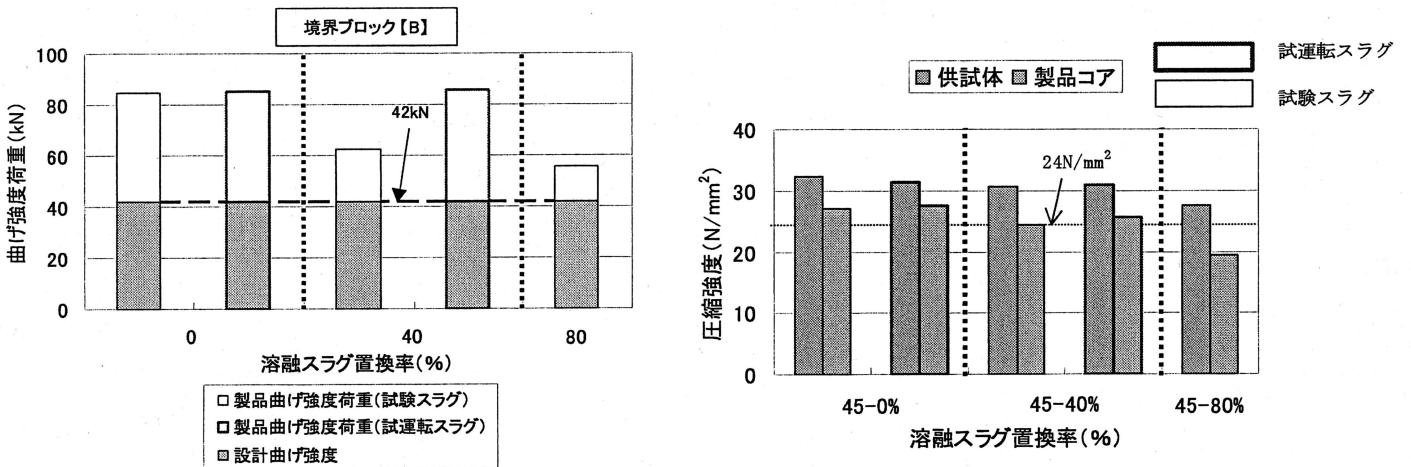 境界ブロック【B】
曲げ強度荷重(kN)
100
80
60
40
20
0
42kN
0
40
80
溶融スラグ置換率(%)
製品曲げ強度荷重(試験スラグ)
製品曲げ強度荷重(試運転スラグ)
設計曲げ強度
供試体 製品コア
試運転スラグ
試験スラグ
圧縮強度(N/mm²)
40
30
20
10
0
24N/mm²
45-0%
45-40%
45-80%
溶融スラグ置換率(%)